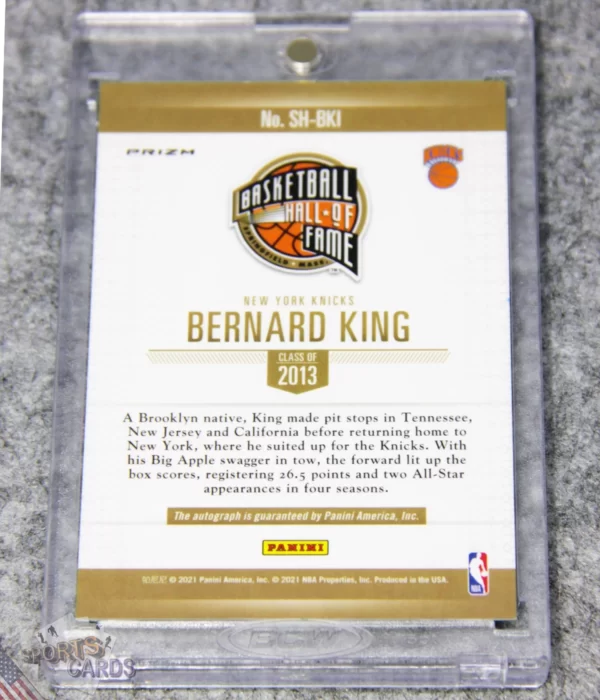 No. SH-BKI
PRIZM
KNICKS
BASKETBALL
HALL-OF
FAME
SPRINGFIELD • MASS.
NEW YORK KNICKS
BERNARD KING
CLASS OF
2013
A Brooklyn native, King made pit stops in Tennessee,
New Jersey and California before returning home to
New York, where he suited up for the Knicks. With
his Big Apple swagger in tow, the forward lit up the
box scores, registering 26.5 points and two All-Star
appearances in four seasons.
The autograph is guaranteed by Panini America, Inc.
PANINI
© 2021 Panini America, Inc. © 2021 NBA Properties, Inc. Produced in the USA.
NBA
SPORTS
CARDS